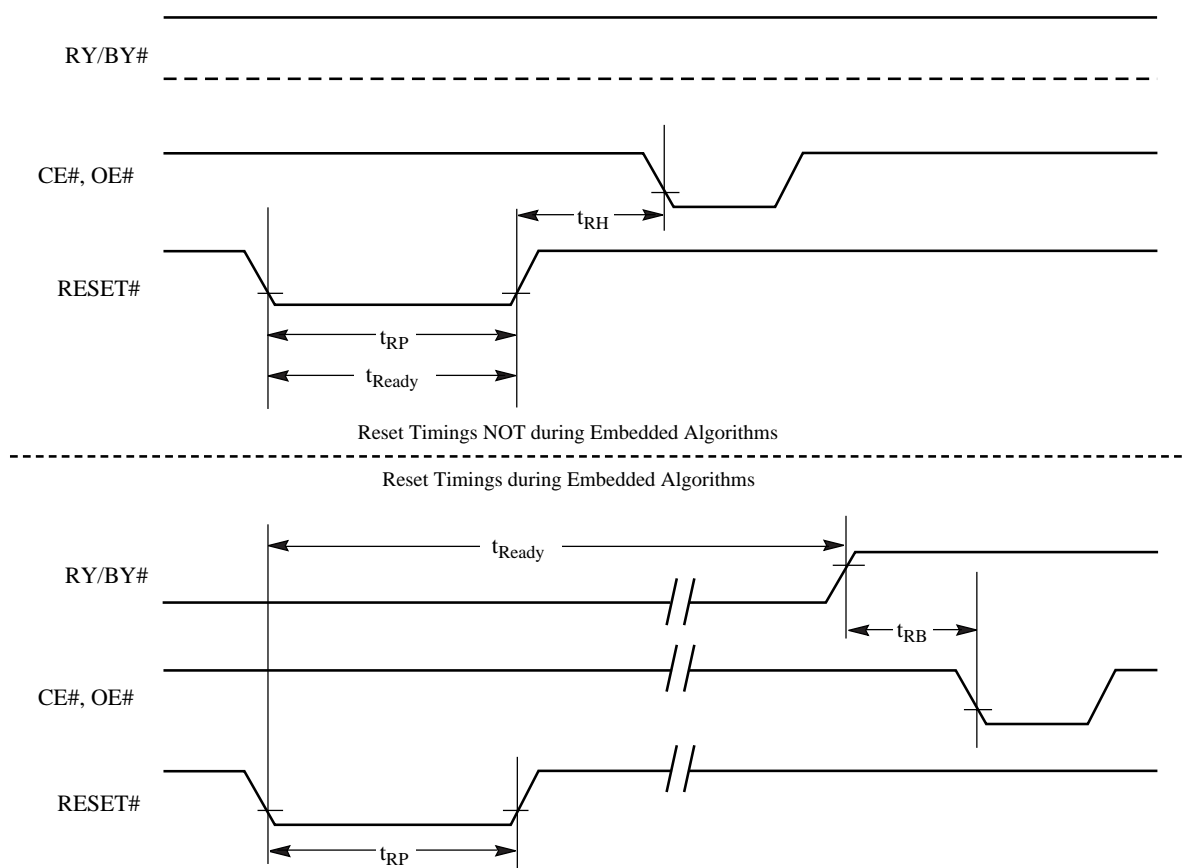 RY/BY#
CE#, OE#
tRH
RESET#
tRP
tReady
Reset Timings NOT during Embedded Algorithms
Reset Timings during Embedded Algorithms
tReady
RY/BY#
tRB
CE#, OE#
RESET#
tRP